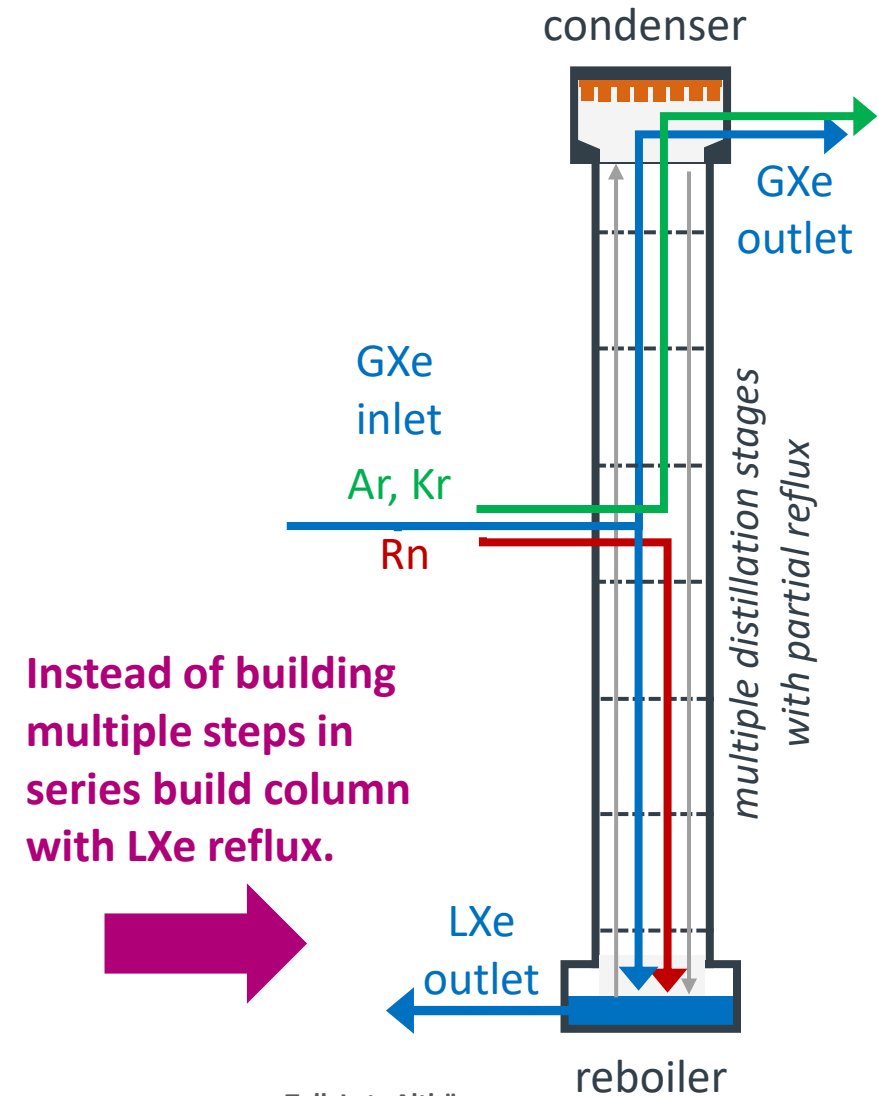 condenser
GXe
outlet
GXe
inlet
Ar, Kr
Rn
multiple distillation stages
with partial reflux
Instead of building
multiple steps in
series build column
with LXe reflux.
LXe
outlet
reboiler